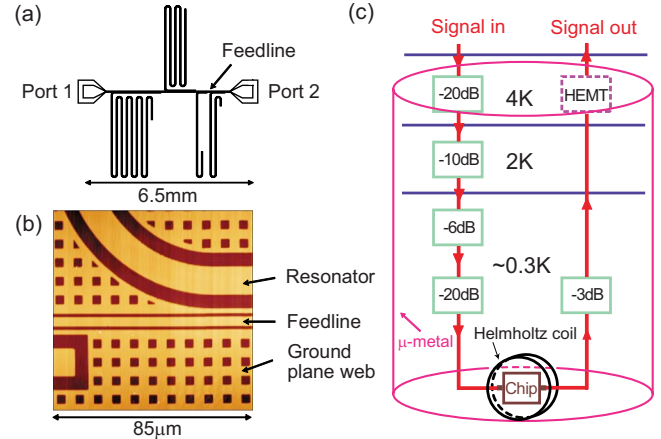 (a)
Feedline
Port 1
Port 2
6.5mm
(b)
Resonator
Feedline
Ground
plane web
85μm
(c)
Signal in
Signal out
-20dB
4K
HEMT
-10dB
2K
-6dB
~0.3K
-20dB
-3dB
μ-metal
Helmholtz coil
Chip